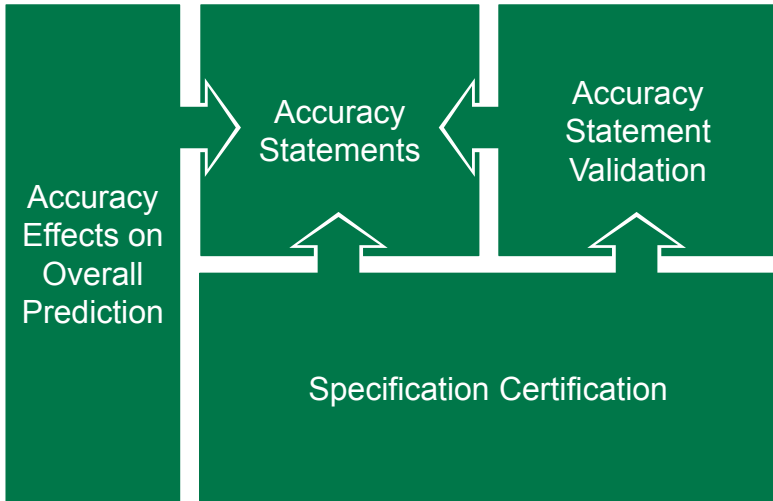 Accuracy
Effects on
Overall
Prediction
Accuracy
Statements
Accuracy
Statement
Validation
Specification Certification